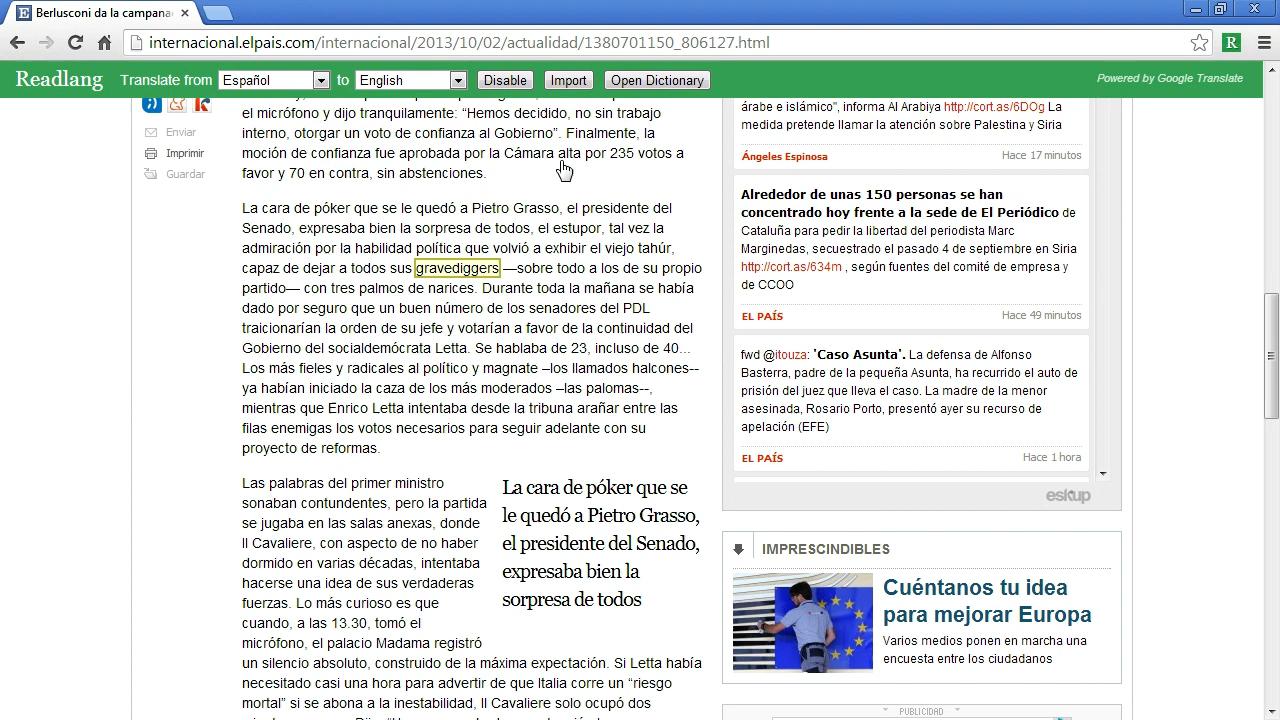 Berlusconi da la campana
internacional.elpais.com/internacional/2013/10/02/actualidad/1380701150_806127.html
R
Readlang Translate from Español to English Disable Import Open Dictionary Powered by Google Translate
Enviar
Imprimir
Guardar
el micrófono y dijo tranquilamente: “Hemos decidido, no sin trabajo
interno, otorgar un voto de confianza al Gobierno”. Finalmente, la
moción de confianza fue aprobada por la Cámara alta por 235 votos a
favor y 70 en contra, sin abstenciones.
La cara de póker que se le quedó a Pietro Grasso, el presidente del
Senado, expresaba bien la sorpresa de todos, el estupor, tal vez la
admiración por la habilidad política que volvió a exhibir el viejo tahúr,
capaz de dejar a todos sus gravediggers —sobre todo a los de su propio
partido— con tres palmos de narices. Durante toda la mañana se había
dado por seguro que un buen número de los senadores del PDL
traicionarían la orden de su jefe y votarían a favor de la continuidad del
Gobierno del socialdemócrata Letta. Se hablaba de 23, incluso de 40...
Los más fieles y radicales al político y magnate –los llamados halcones--
ya habían iniciado la caza de los más moderados –las palomas--,
mientras que Enrico Letta intentaba desde la tribuna arañar entre las
filas enemigas los votos necesarios para seguir adelante con su
proyecto de reformas.
Las palabras del primer ministro
sonaban contundentes, pero la partida
se jugaba en las salas anexas, donde
Il Cavaliere, con aspecto de no haber
dormido en varias décadas, intentaba
hacerse una idea de sus verdaderas
fuerzas. Lo más curioso es que
cuando, a las 13.30, tomó el
micrófono, el palacio Madama registró
un silencio absoluto, construido de la máxima expectación. Si Letta había
necesitado casi una hora para advertir de que Italia corre un “riesgo
mortal” si se abona a la inestabilidad, Il Cavaliere solo ocupó dos
La cara de póker que se
le quedó a Pietro Grasso,
el presidente del Senado,
expresaba bien la
sorpresa de todos
árabe e islámico", informa Al Arabiya http://cort.as/6DOg La
medida pretende llamar la atención sobre Palestina y Siria
Ángeles Espinosa Hace 17 minutos
Alrededor de unas 150 personas se han
concentrado hoy frente a la sede de El Periódico de
Cataluña para pedir la libertad del periodista Marc
Marginedas, secuestrado el pasado 4 de septiembre en Siria
http://cort.as/634m , según fuentes del comité de empresa y
de CCOO
EL PAÍS Hace 49 minutos
fwd @itouza: 'Caso Asunta'. La defensa de Alfonso
Basterra, padre de la pequeña Asunta, ha recurrido el auto de
prisión del juez que lleva el caso. La madre de la menor
asesinada, Rosario Porto, presentó ayer su recurso de
apelación (EFE)
EL PAÍS Hace 1 hora
eskup
IMPRESCINDIBLES
Cuéntanos tu idea
para mejorar Europa
Varios medios ponen en marcha una
encuesta entre los ciudadanos
PUBLICIDAD